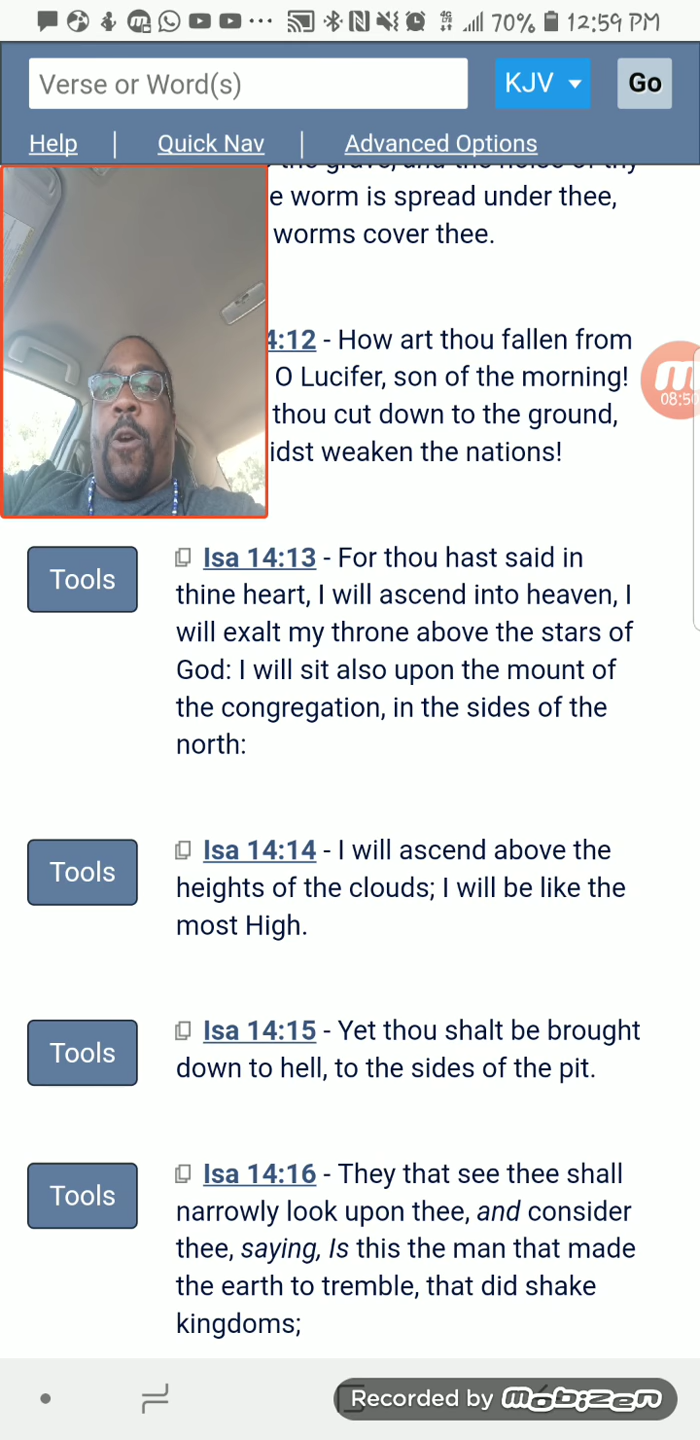 70% 12:59 PM
Verse or Word(s) KJV Go
Help | Quick Nav | Advanced Options
the grave, and the noise of thy
e worm is spread under thee,
worms cover thee.
4:12 - How art thou fallen from
O Lucifer, son of the morning!
thou cut down to the ground,
idst weaken the nations!
08:50
Tools
Isa 14:13 - For thou hast said in
thine heart, I will ascend into heaven, I
will exalt my throne above the stars of
God: I will sit also upon the mount of
the congregation, in the sides of the
north:
Tools
Isa 14:14 - I will ascend above the
heights of the clouds; I will be like the
most High.
Tools
Isa 14:15 - Yet thou shalt be brought
down to hell, to the sides of the pit.
Tools
Isa 14:16 - They that see thee shall
narrowly look upon thee, and consider
thee, saying, Is this the man that made
the earth to tremble, that did shake
kingdoms;
Recorded by mobizen